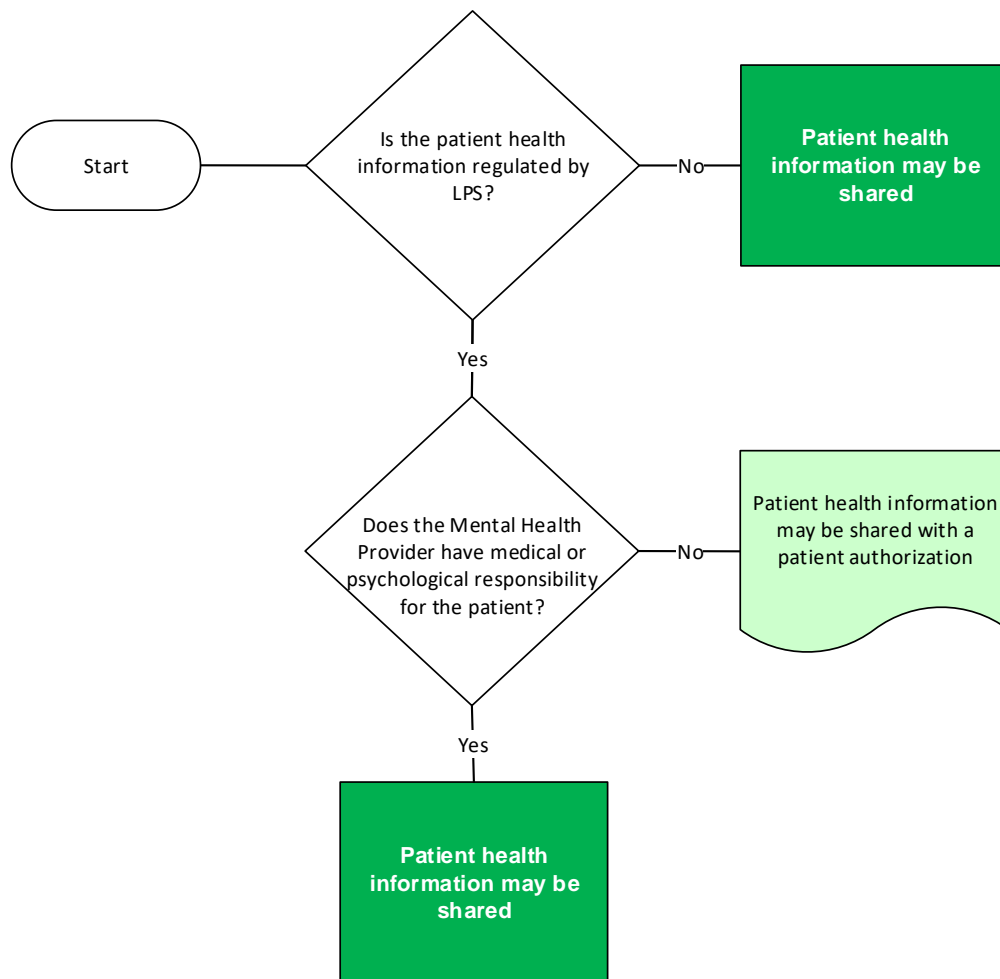 Start
Is the patient health
information regulated by
LPS?
No
Patient health
information may be
shared
Yes
Does the Mental Health
Provider have medical or
psychological responsibility
for the patient?
No
Patient health information
may be shared with a
patient authorization
Yes
Patient health
information may be
shared